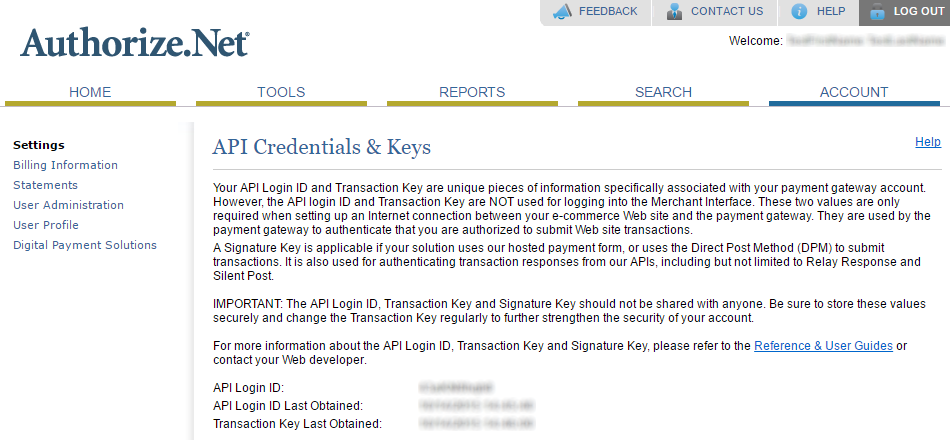 FEEDBACK
CONTACT US
HELP
LOG OUT
Authorize.Net®
Welcome:
HOME
TOOLS
REPORTS
SEARCH
ACCOUNT
Settings
Billing Information
Statements
User Administration
User Profile
Digital Payment Solutions
API Credentials & Keys
Help
Your API Login ID and Transaction Key are unique pieces of information specifically associated with your payment gateway account.
However, the API login ID and Transaction Key are NOT used for logging into the Merchant Interface. These two values are only
required when setting up an Internet connection between your e-commerce Web site and the payment gateway. They are used by the
payment gateway to authenticate that you are authorized to submit Web site transactions.
A Signature Key is applicable if your solution uses our hosted payment form, or uses the Direct Post Method (DPM) to submit
transactions. It is also used for authenticating transaction responses from our APIs, including but not limited to Relay Response and
Silent Post.
IMPORTANT: The API Login ID, Transaction Key and Signature Key should not be shared with anyone. Be sure to store these values
securely and change the Transaction Key regularly to further strengthen the security of your account.
For more information about the API Login ID, Transaction Key and Signature Key, please refer to the Reference & User Guides or
contact your Web developer.
API Login ID:
API Login ID Last Obtained:
Transaction Key Last Obtained: